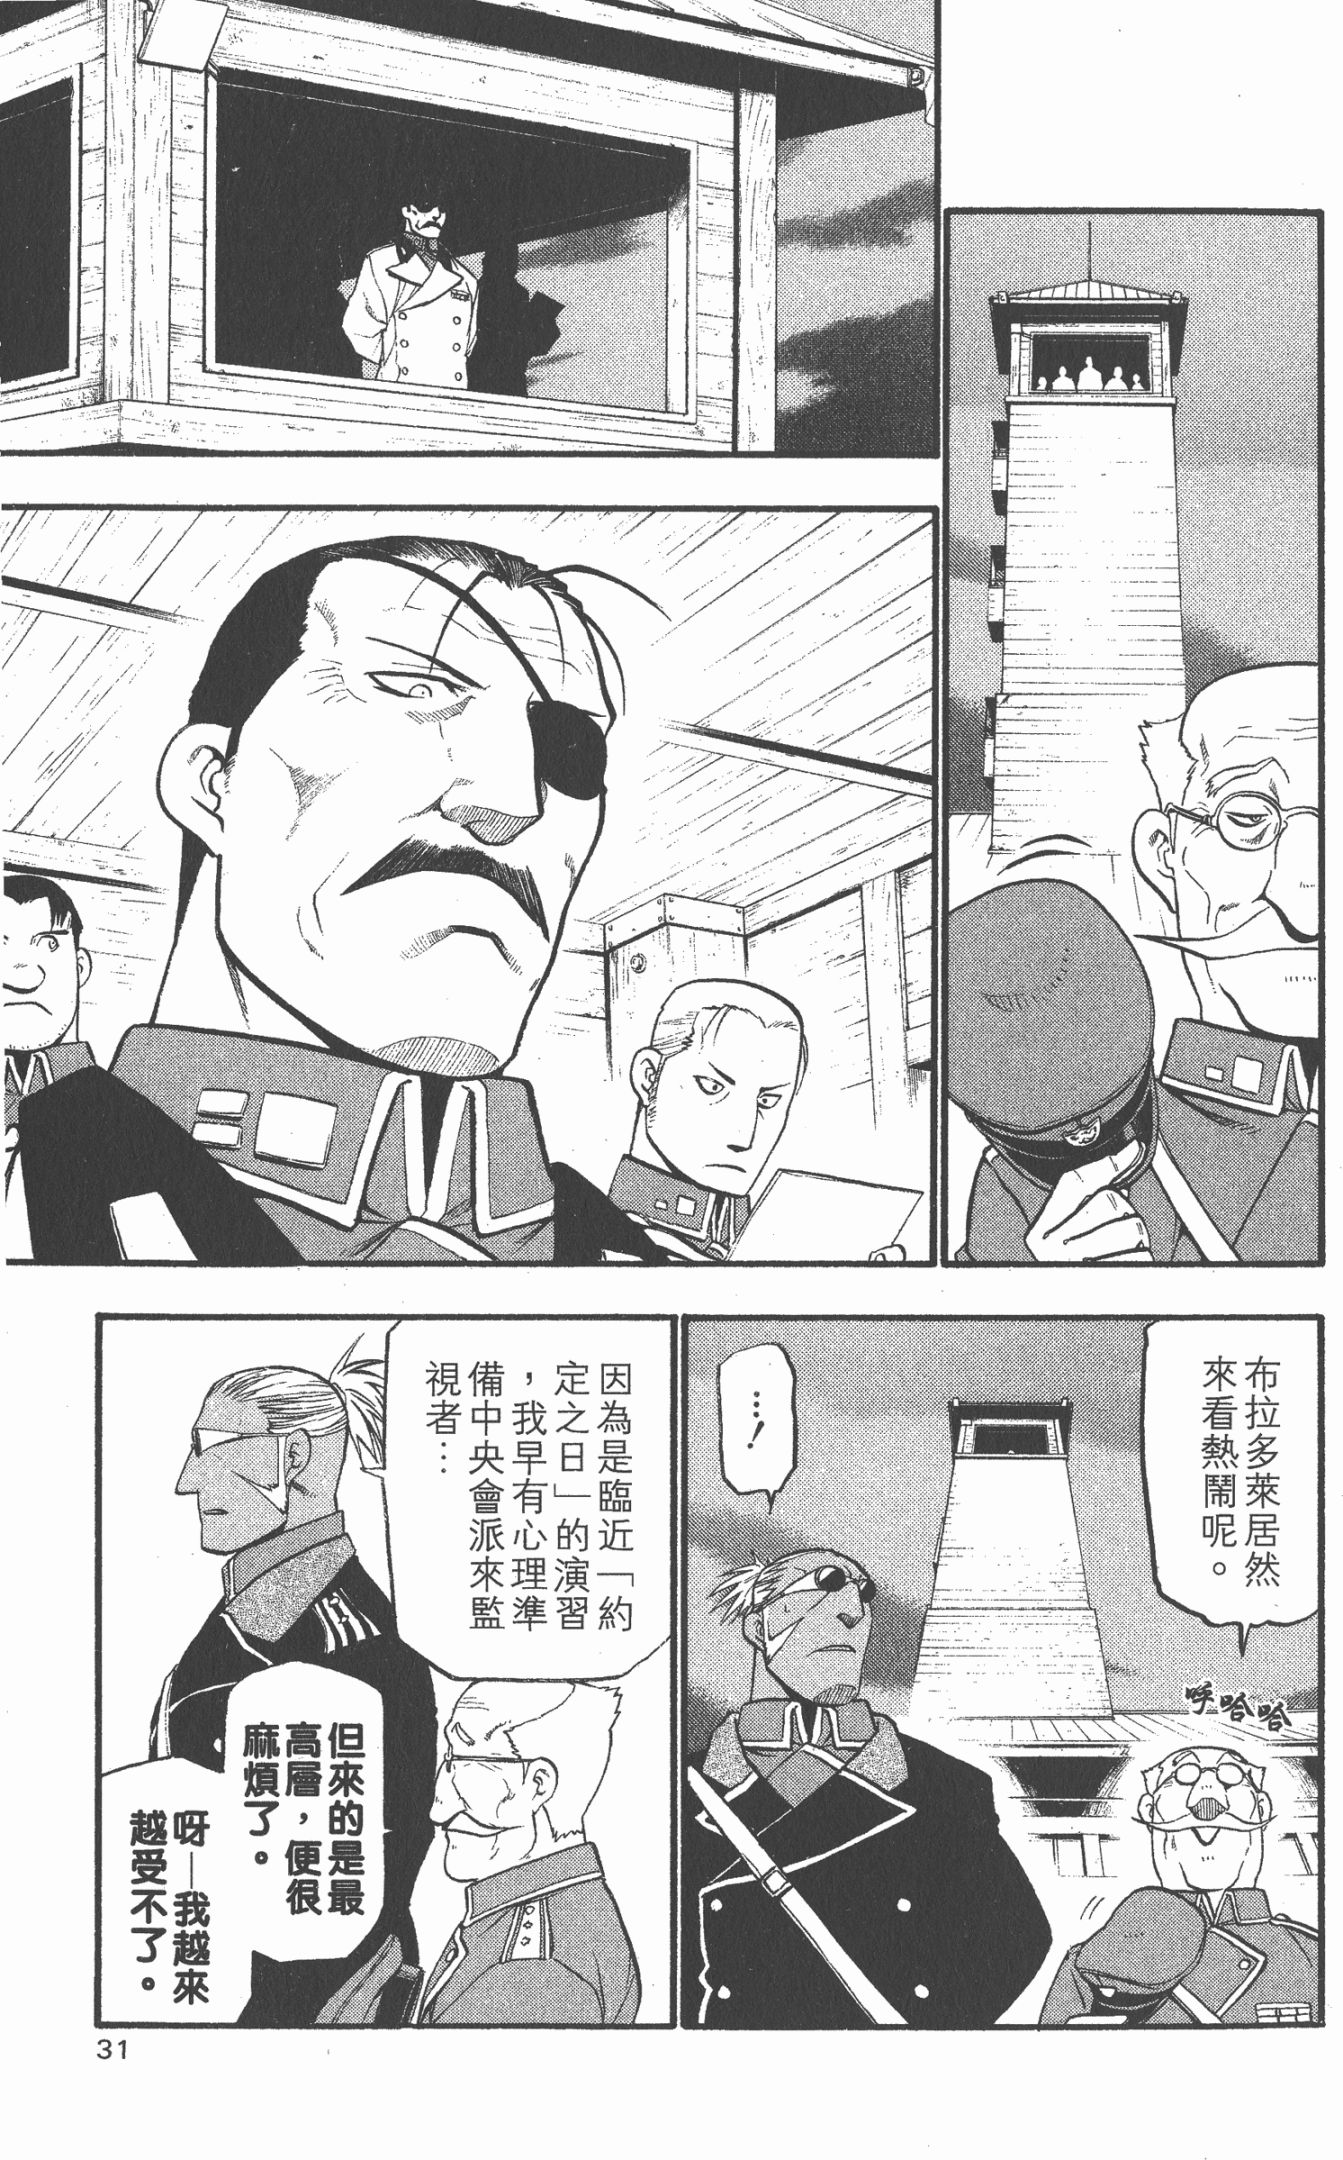 布拉多萊居然
來看熱鬧呢。
呼哈哈
…!
因為是臨近「約
定之日」的演習
，我早有心理準
備中央會派來監
視者…
但來的是最
高層，便很
麻煩了。
呀—我越來
越受不了。
31